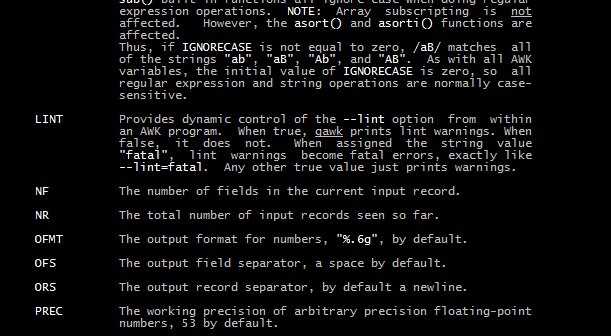 sub() built in functions all ignore case when doing regular
expression operations. NOTE: Array subscripting is not
affected. However, the asort() and asorti() functions are
affected.
Thus, if IGNORECASE is not equal to zero, /aB/ matches all
of the strings "ab", "aB", "Ab", and "AB". As with all AWK
variables, the initial value of IGNORECASE is zero, so all
regular expression and string operations are normally case-
sensitive.
LINT Provides dynamic control of the --lint option from within
an AWK program. When true, gawk prints lint warnings. When
false, it does not. When assigned the string value
"fatal", lint warnings become fatal errors, exactly like
--lint=fatal. Any other true value just prints warnings.
NF The number of fields in the current input record.
NR The total number of input records seen so far.
OFMT The output format for numbers, "%.6g", by default.
OFS The output field separator, a space by default.
ORS The output record separator, by default a newline.
PREC The working precision of arbitrary precision floating-point
numbers, 53 by default.